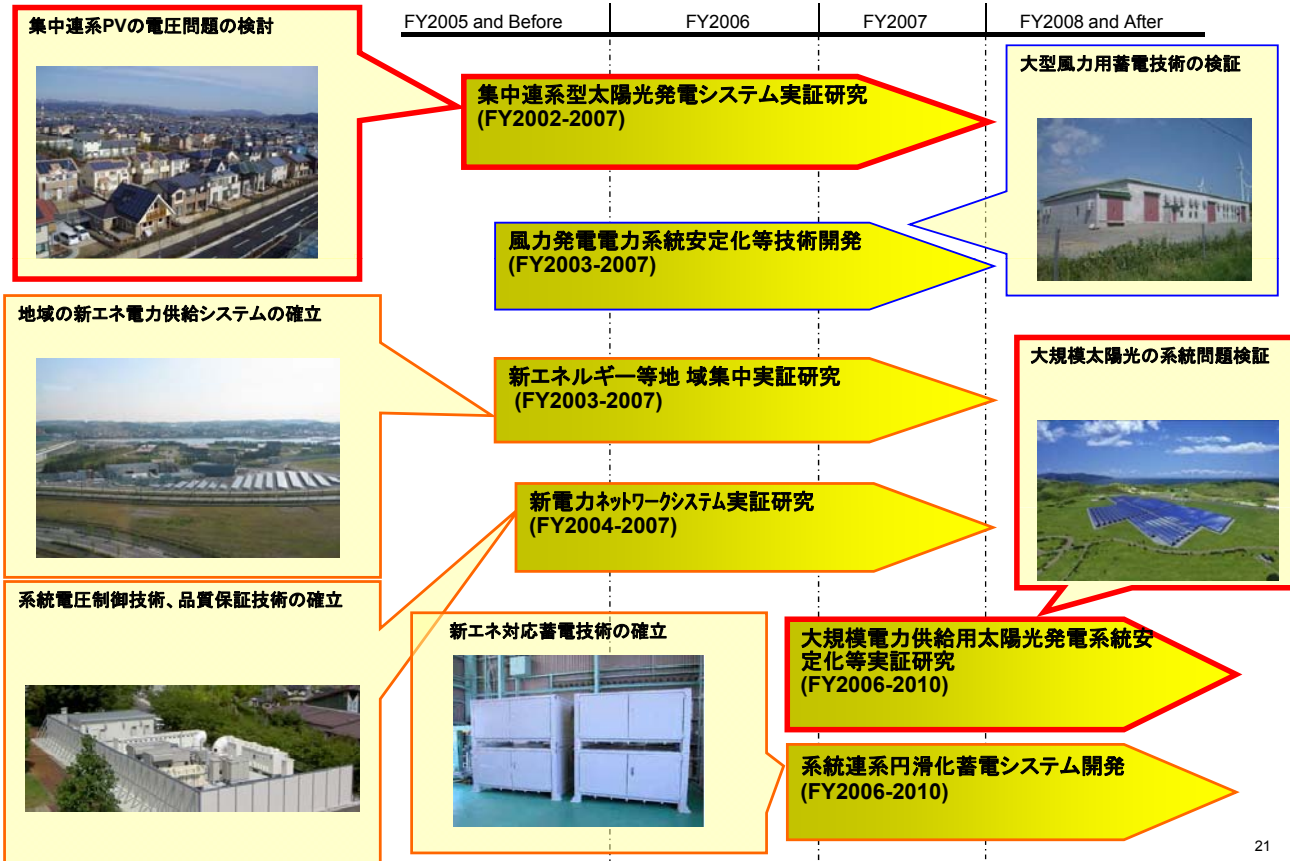 FY2005 and Before
FY2006
FY2007
FY2008 and After
集中連系PVの電圧問題の検討
大型風力用蓄電技術の検証
集中連系型太陽光発電システム実証研究
(FY2002-2007)
風力発電電力系統安定化等技術開発
(FY2003-2007)
地域の新エネ電力供給システムの確立
大規模太陽光の系統問題検証
新エネルギー等地 域集中実証研究
(FY2003-2007)
新電力ネットワークシステム実証研究
(FY2004-2007)
系統電圧制御技術、品質保証技術の確立
新エネ対応蓄電技術の確立
大規模電力供給用太陽光発電系統安
定化等実証研究
(FY2006-2010)
系統連系円滑化蓄電システム開発
(FY2006-2010)
21